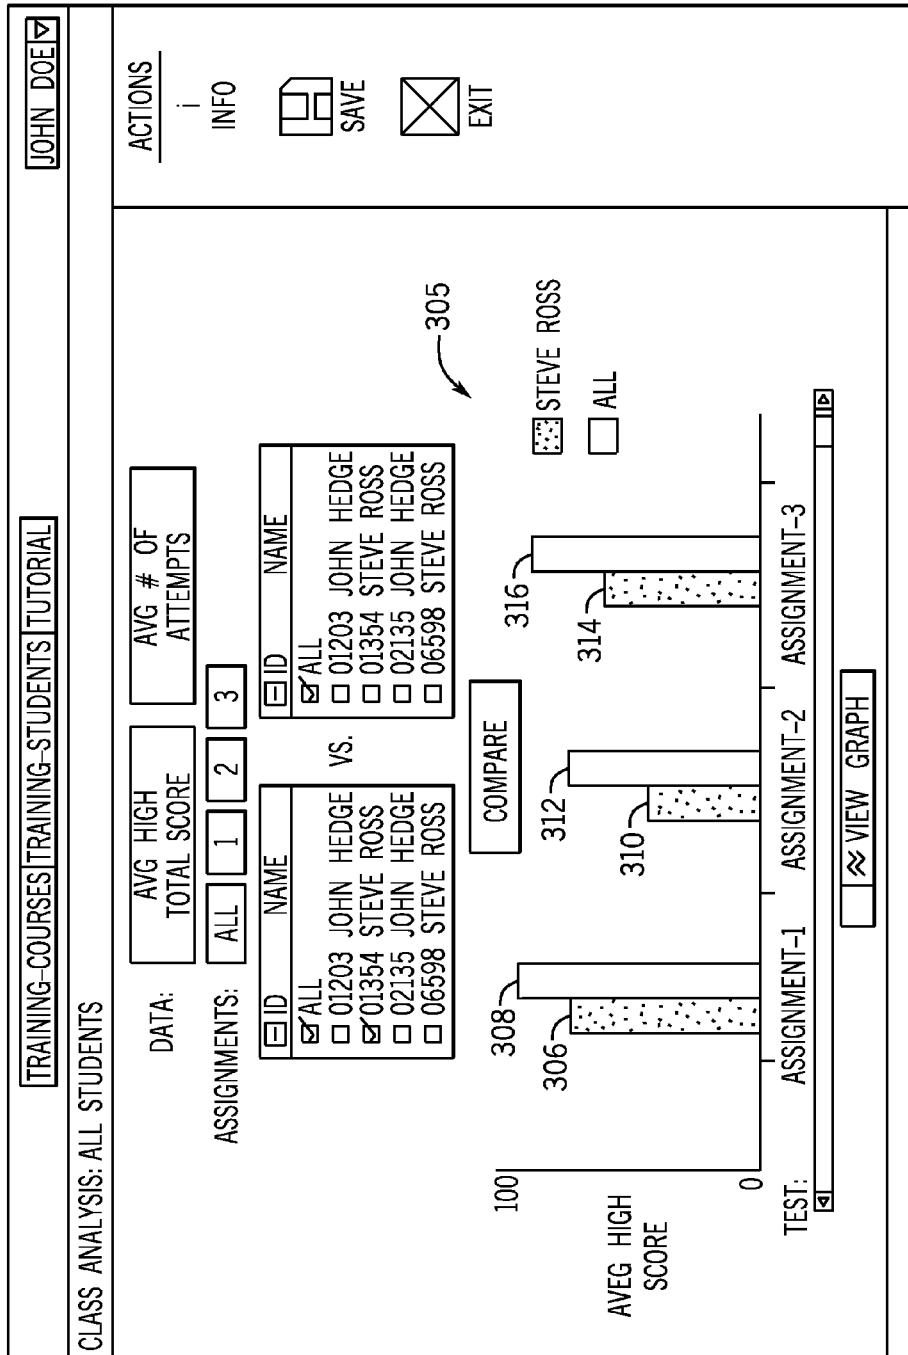 TRAINING-COURSES TRAINING-STUDENTS TUTORIAL
JOHN DOE
CLASS ANALYSIS: ALL STUDENTS
DATA:
AVG HIGH
TOTAL SCORE
AVG # OF
ATTEMPTS
ASSIGNMENTS:
ALL 1 2 3
ID NAME
ALL
01203 JOHN HEDGE
01354 STEVE ROSS
02135 JOHN HEDGE
06598 STEVE ROSS
VS.
ID NAME
ALL
01203 JOHN HEDGE
01354 STEVE ROSS
02135 JOHN HEDGE
06598 STEVE ROSS
COMPARE
305
AVEG HIGH
SCORE
100
0
308
306
312
310
316
314
STEVE ROSS
ALL
TEST:
ASSIGNMENT-1 ASSIGNMENT-2 ASSIGNMENT-3
VIEW GRAPH
ACTIONS
i
INFO
SAVE
EXIT